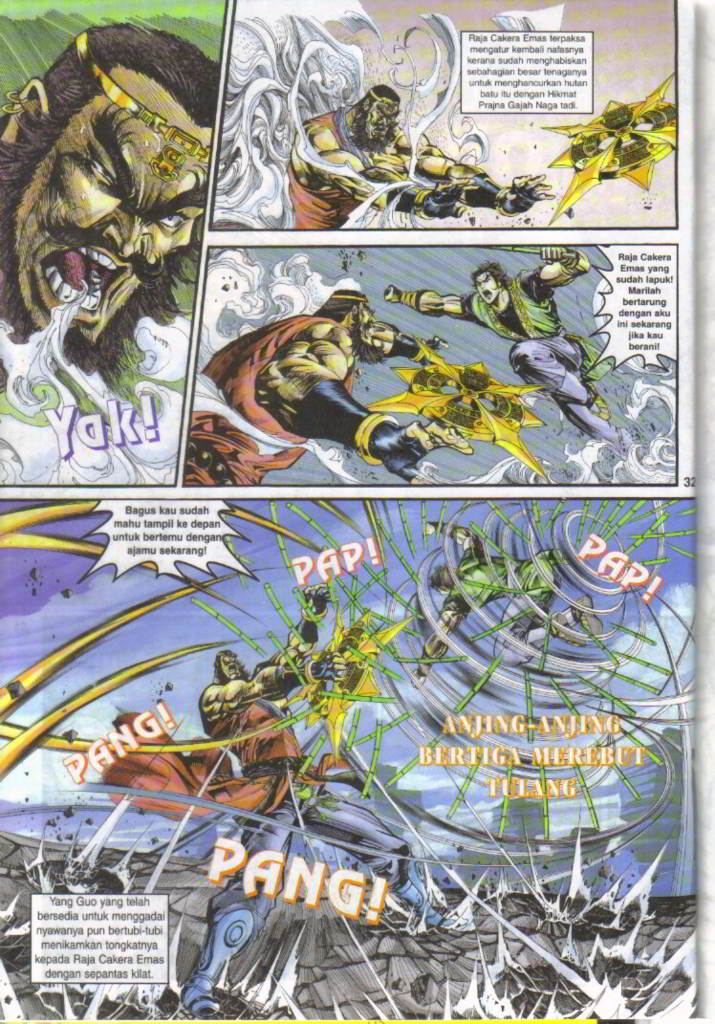 Yak!
Raja Cakera Emas terpaksa
mengatur kembali nafasnya
kerana sudah menghabiskan
sebahagian besar tenaganya
untuk menghancurkan hutan
batu itu dengan Hikmat
Prajna Gajah Naga tadi.
Raja Cakera
Emas yang
sudah lapuk!
Marilah
bertarung
dengan aku
ini sekarang
jika kau
berani!
32
Bagus kau sudah
mahu tampil ke depan
untuk bertemu dengan
ajamu sekarang!
PAP!
PAP!
PANG!
ANJING-ANJING
BERTIGA MEREBUT
TULANG
PANG!
Yang Guo yang telah
bersedia untuk menggadai
nyawanya pun bertubi-tubi
menikamkan tongkatnya
kepada Raja Cakera Emas
dengan sepantas kilat.